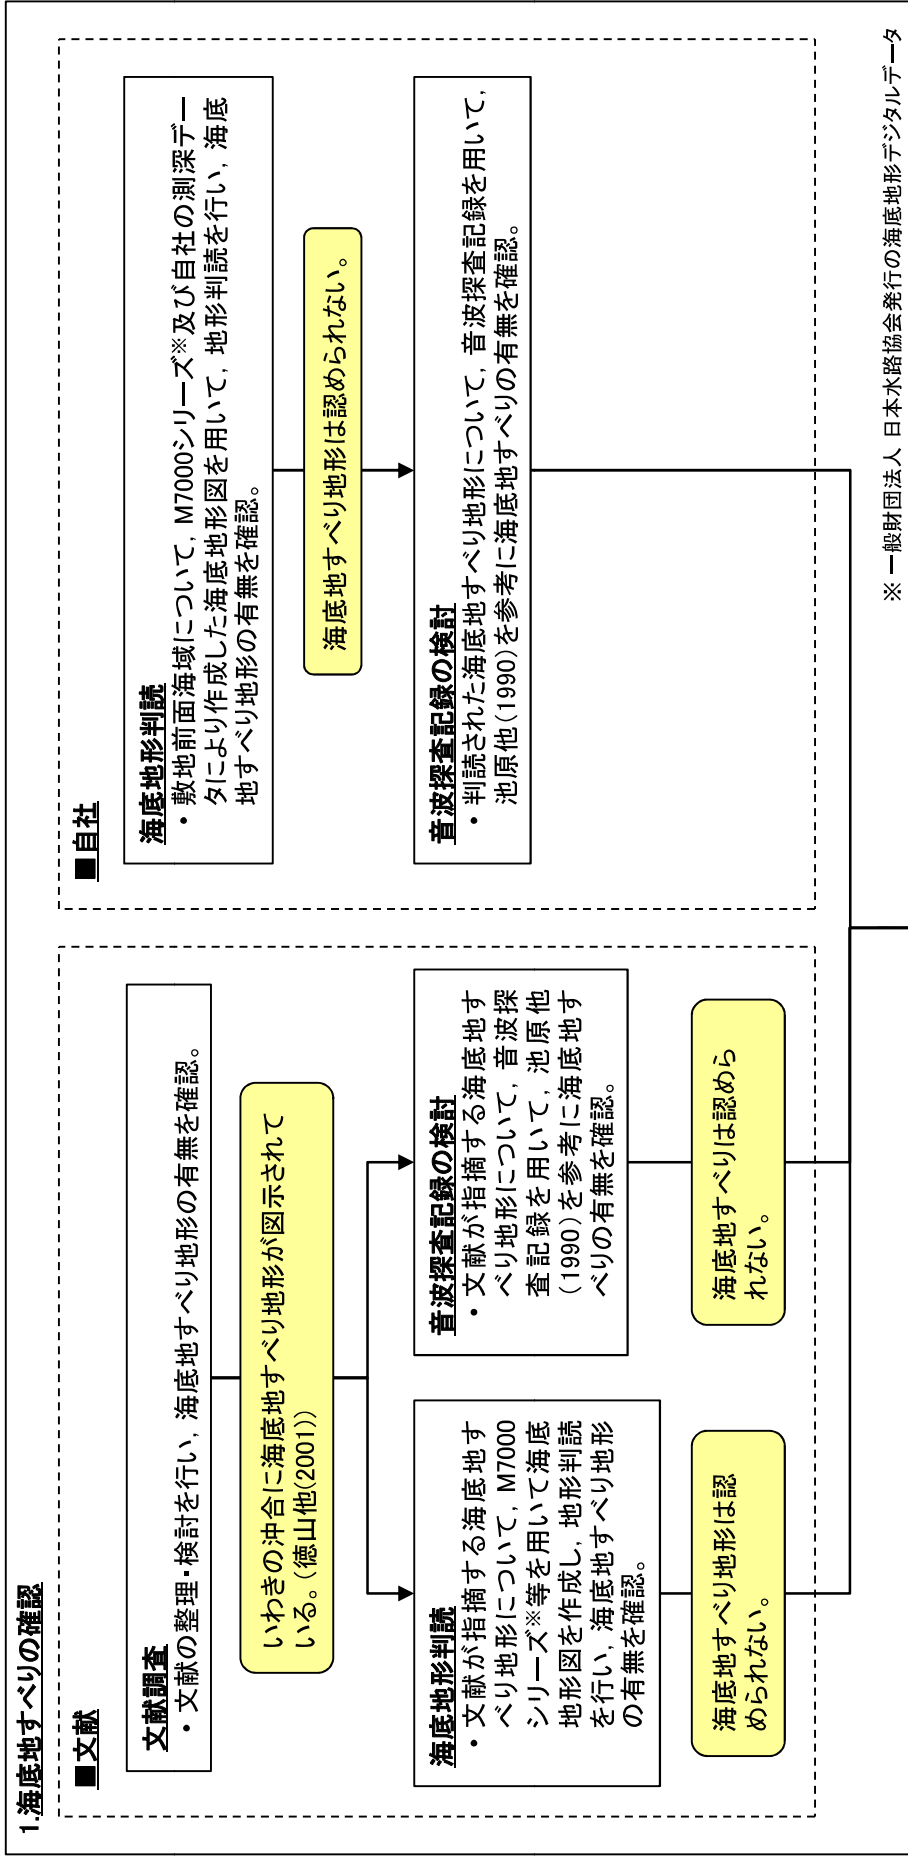 1.海底地すべりの確認
■文献
文献調査
・文献の整理・検討を行い，海底地すべり地形の有無を確認。
いわきの沖合に海底地すべり地形が図示されて
いる。(徳山他(2001))
海底地形判読
・文献が指摘する海底地す
べり地形について，M7000
シリーズ※等を用いて海底
地形図を作成し，地形判読
を行い，海底地すべり地形
の有無を確認。
海底地すべり地形は認
められない。
音波探査記録の検討
・文献が指摘する海底地す
べり地形について，音波探
査記録を用いて，池原他
(1990)を参考に海底地す
べりの有無を確認。
海底地すべりは認めら
れない。
■自社
海底地形判読
・敷地前面海域について，M7000シリーズ※及び自社の測深デー
タにより作成した海底地形図を用いて，地形判読を行い，海底
地すべり地形の有無を確認。
海底地すべり地形は認められない。
音波探査記録の検討
・判読された海底地すべり地形について，音波探査記録を用いて，
池原他(1990)を参考に海底地すべりの有無を確認。
※ 一般財団法人 日本水路協会発行の海底地形デジタルデータ